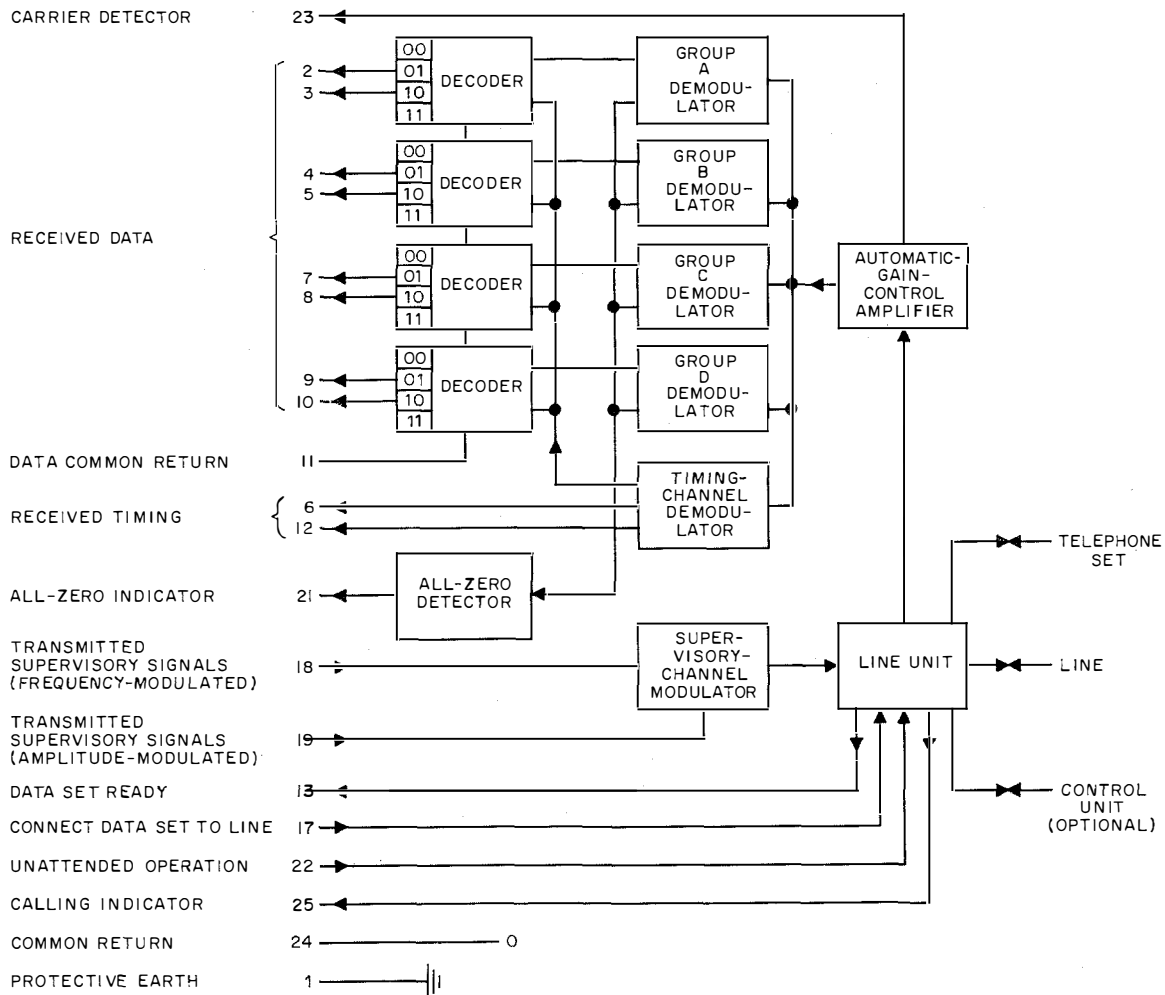 CARRIER DETECTOR 23
00
01
10
11
DECODER
GROUP
A
DEMODU-
LATOR
2
3
00
01
10
11
DECODER
GROUP
B
DEMODU-
LATOR
4
5
RECEIVED DATA
00
01
10
11
DECODER
GROUP
C
DEMODU-
LATOR
7
8
AUTOMATIC-
GAIN-
CONTROL
AMPLIFIER
00
01
10
11
DECODER
GROUP
D
DEMODU-
LATOR
9
10
DATA COMMON RETURN 11
TIMING-
CHANNEL
DEMODU-
LATOR
RECEIVED TIMING
6
12
TELEPHONE
SET
ALL-ZERO INDICATOR 21
ALL-ZERO
DETECTOR
TRANSMITTED
SUPERVISORY SIGNALS
(FREQUENCY-MODULATED)
18
SUPER-
VISORY-
CHANNEL
MODULATOR
LINE UNIT
LINE
TRANSMITTED
SUPERVISORY SIGNALS
(AMPLITUDE-MODULATED)
19
DATA SET READY 13
CONTROL
UNIT
(OPTIONAL)
CONNECT DATA SET TO LINE 17
UNATTENDED OPERATION 22
CALLING INDICATOR 25
COMMON RETURN 24 O
PROTECTIVE EARTH 1